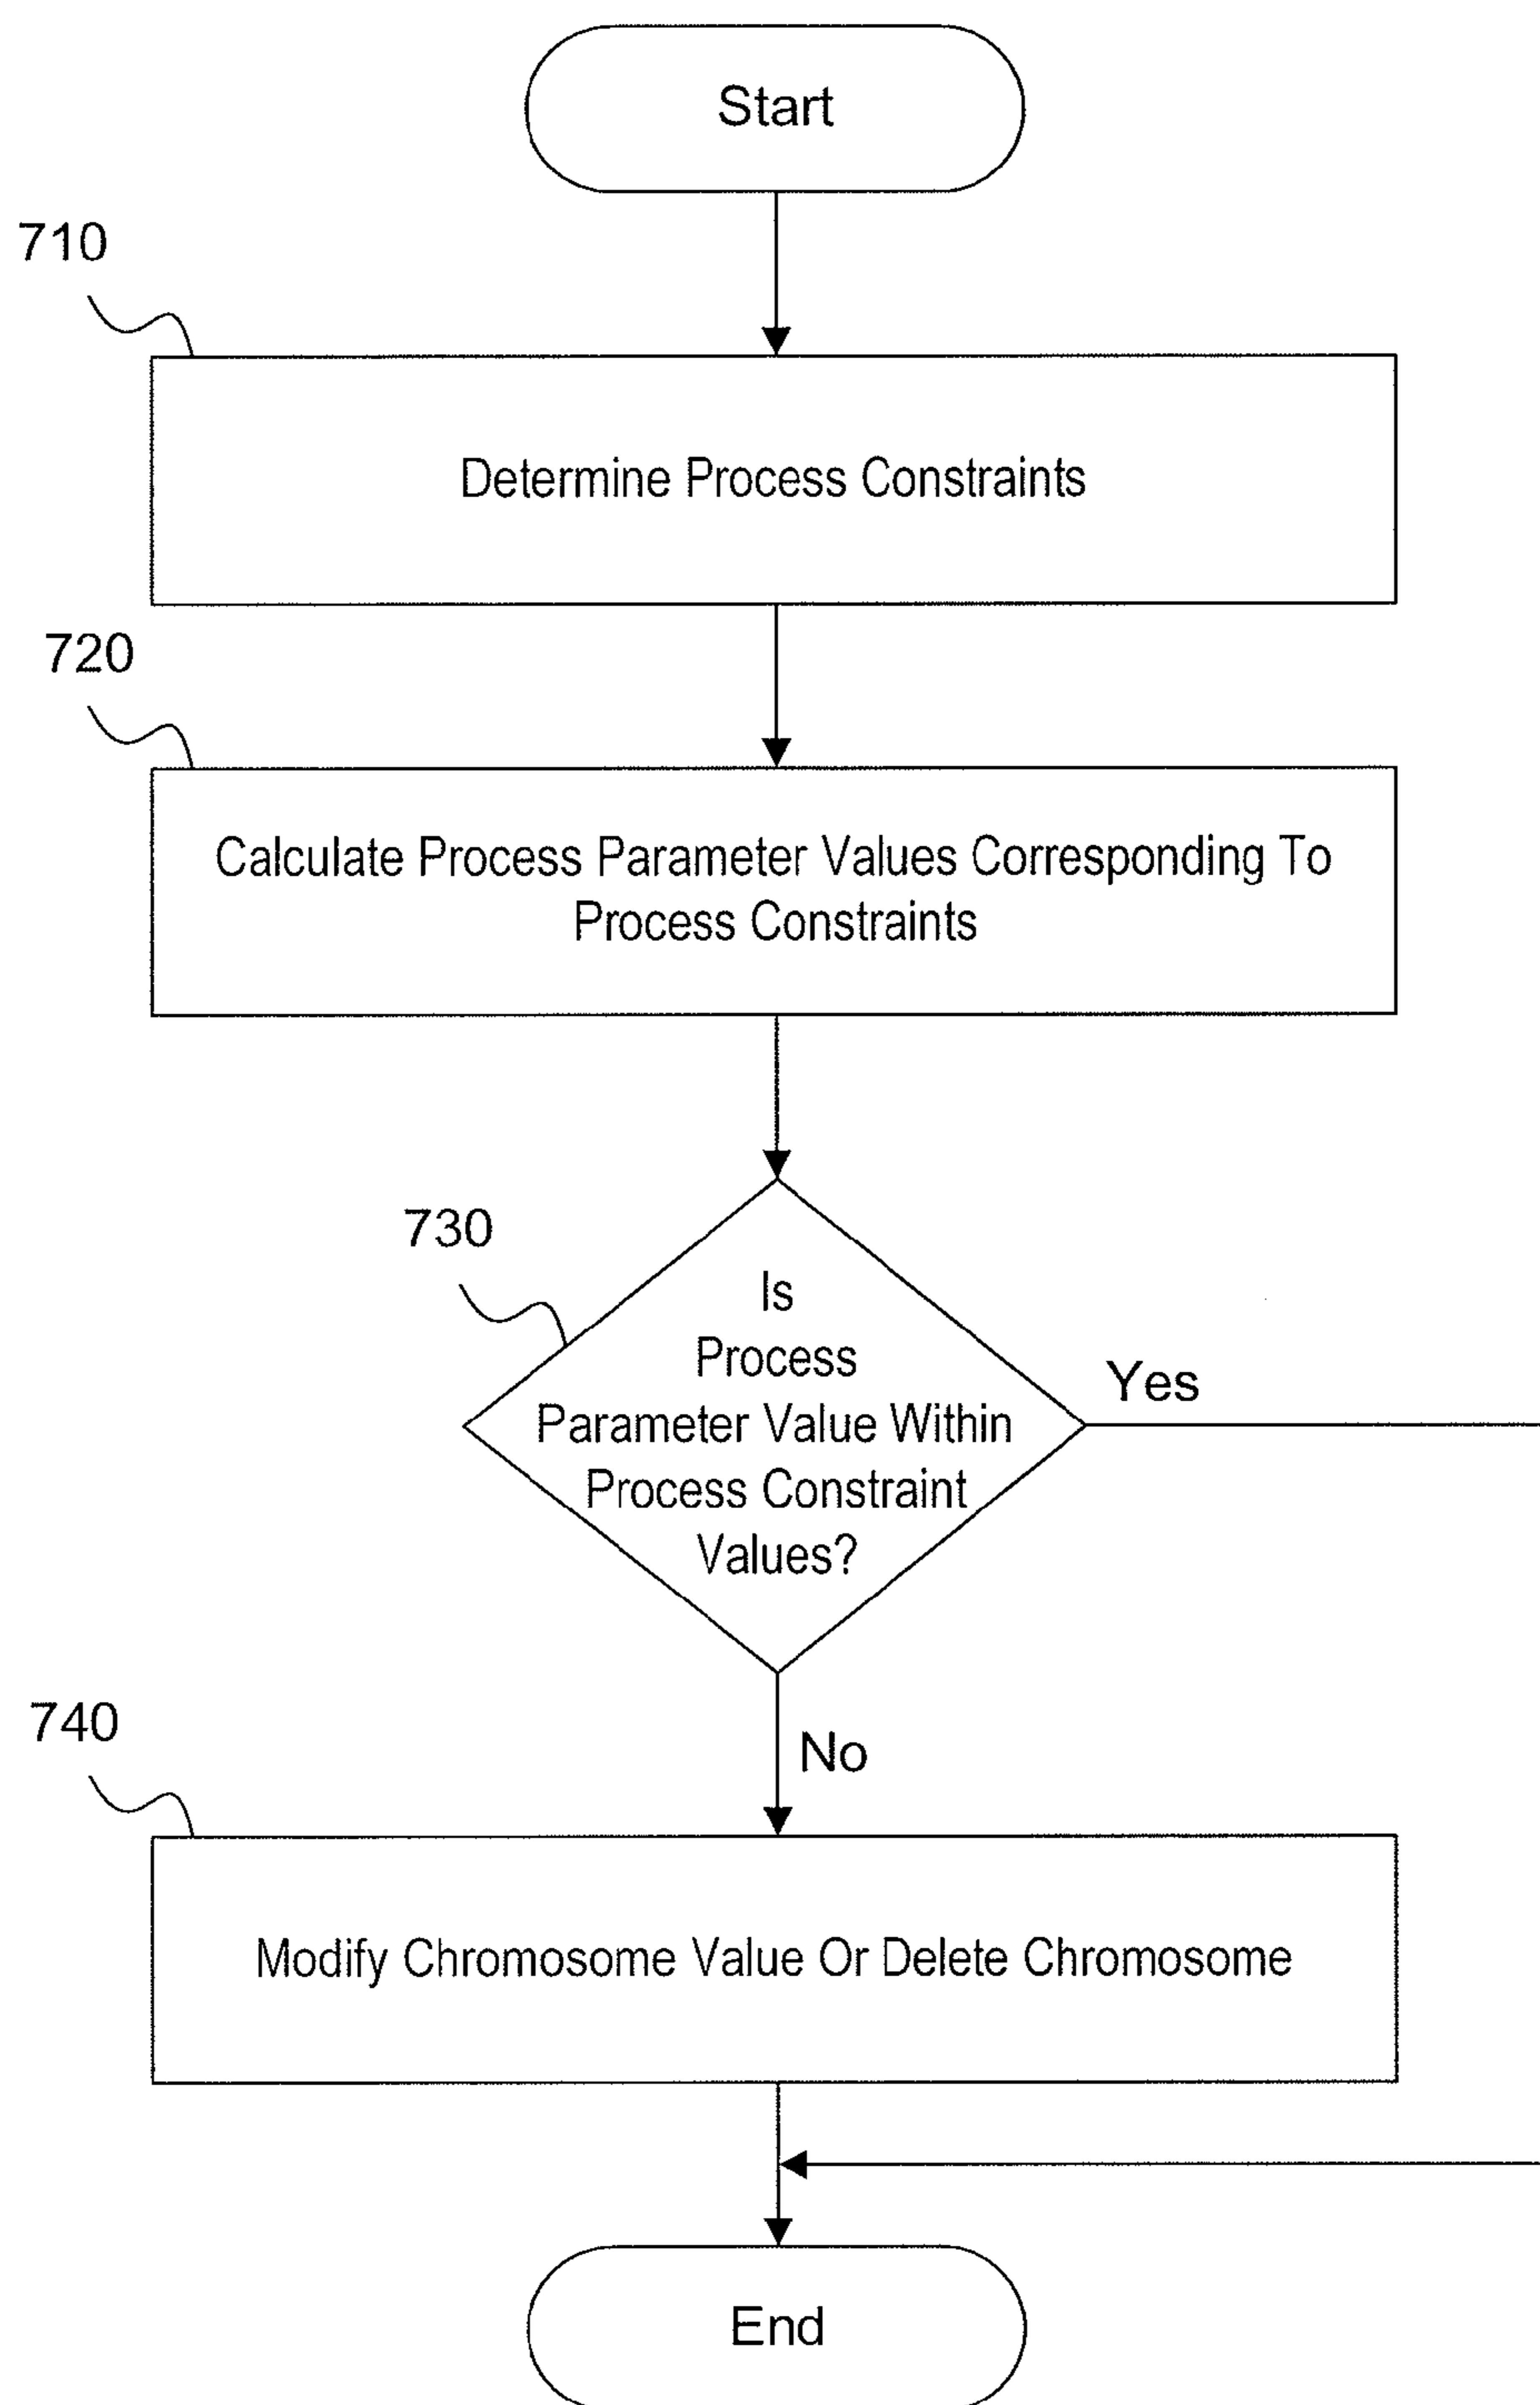 Start
710
Determine Process Constraints
720
Calculate Process Parameter Values Corresponding To
Process Constraints
730
Is
Process
Parameter Value Within
Process Constraint
Values?
Yes
No
740
Modify Chromosome Value Or Delete Chromosome
End